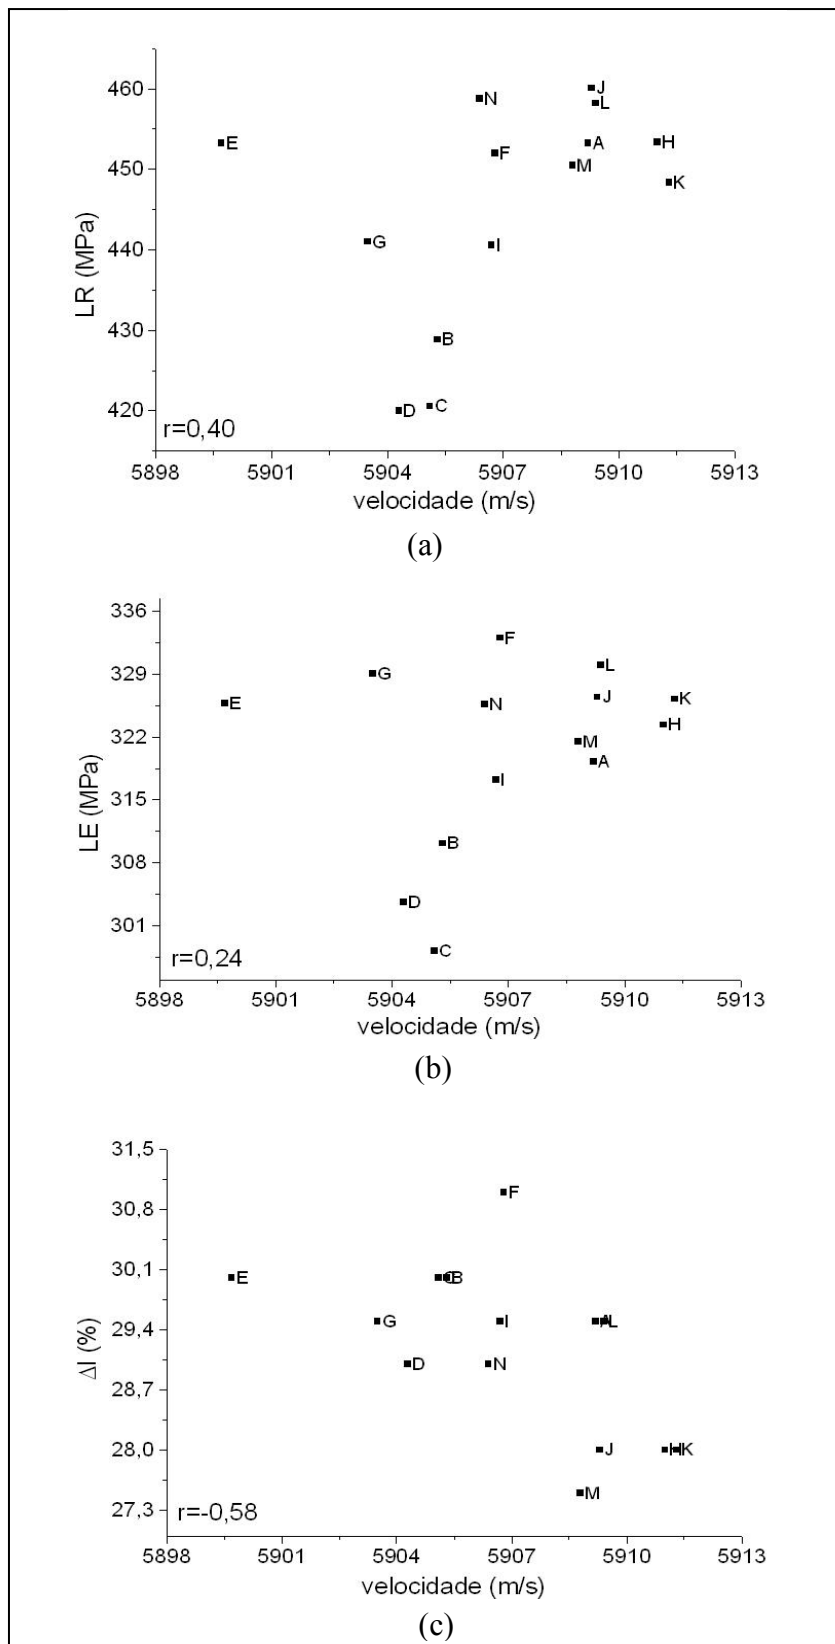 LR (MPa)
460
450
440
430
420
J
N
L
E
A
H
F
M
K
G
I
B
D
C
r=0,40
5898 5901 5904 5907 5910 5913
velocidade (m/s)
(a)
LE (MPa)
336
329
322
315
308
301
F
L
G
J
K
E
N
H
M
A
I
B
D
C
r=0,24
5898 5901 5904 5907 5910 5913
velocidade (m/s)
(b)
Δl (%)
31,5
30,8
30,1
29,4
28,7
28,0
27,3
F
E
C B
G
I
A L
D
N
J
H K
M
r=-0,58
5898 5901 5904 5907 5910 5913
velocidade (m/s)
(c)